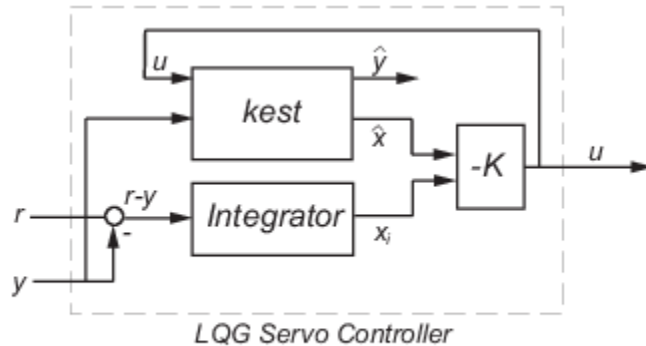 u
ŷ
kest
x̂
-K
u
r
r-y
-
Integrator
xᵢ
y
LQG Servo Controller